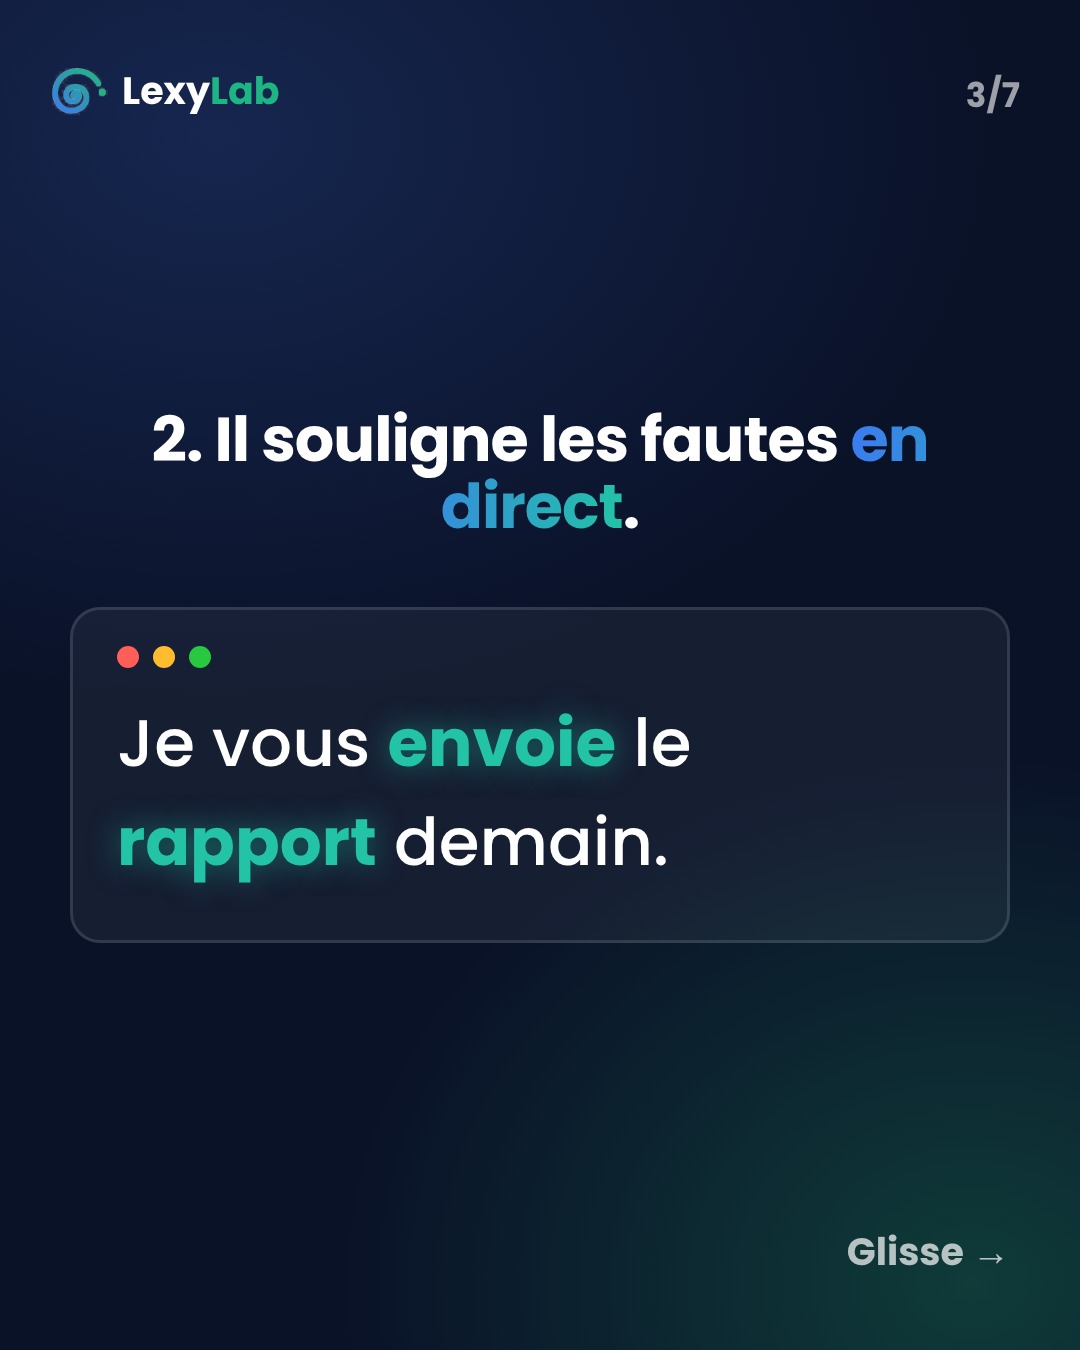 LexyLab
3/7
2. Il souligne les fautes en
direct.
Je vous envoie le
rapport demain.
Glisse →